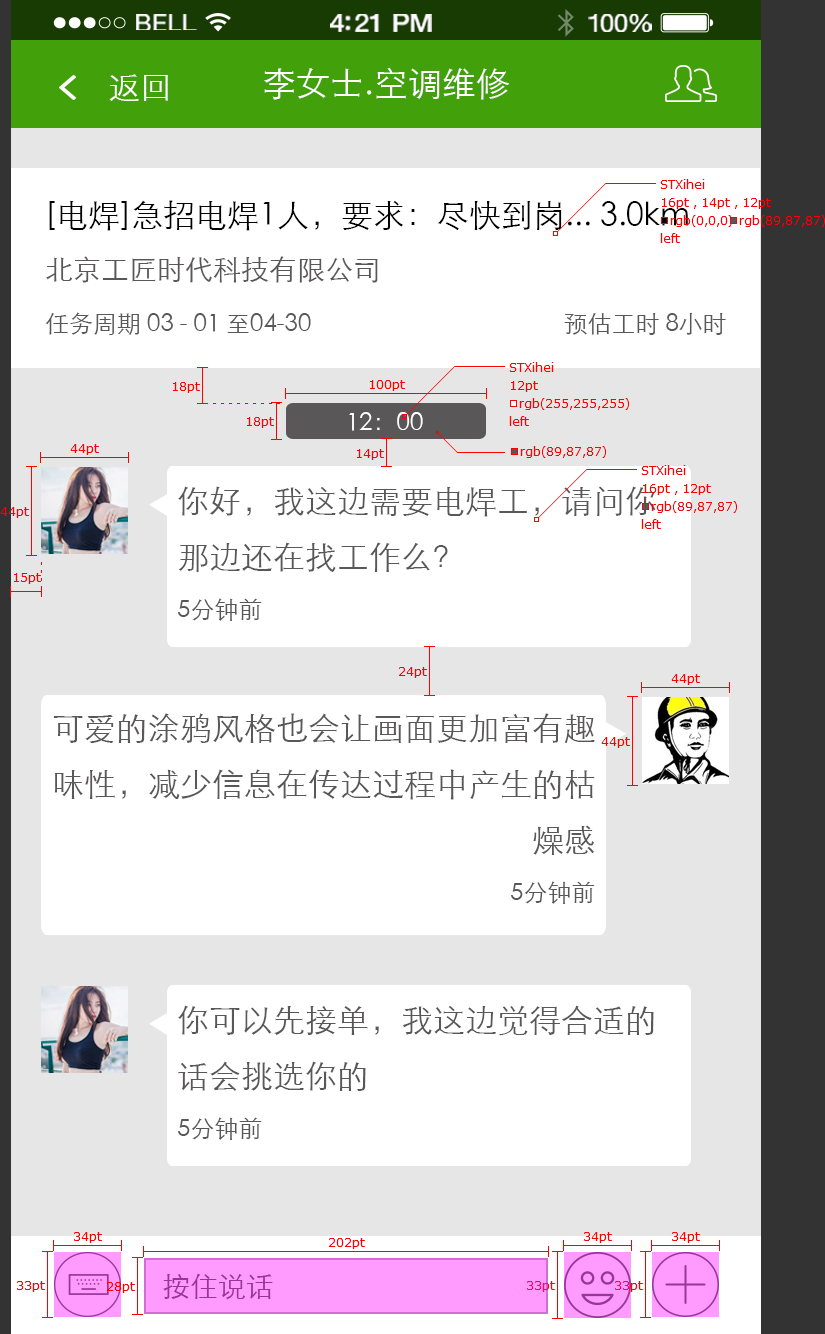 BELL 4:21 PM 100%
返回 李女士.空调维修
[电焊]急招电焊1人，要求：尽快到岗... 3.0km
STXihei
16pt , 14pt , 12pt
rgb(0,0,0) rgb(89,87,87)
left
北京工匠时代科技有限公司
任务周期 03 - 01 至04-30 预估工时 8小时
18pt
100pt
STXihei
12pt
rgb(255,255,255)
left
18pt
12：00
rgb(89,87,87)
14pt
44pt
44pt
15pt
STXihei
16pt , 12pt
rgb(89,87,87)
left
你好，我这边需要电焊工，请问你
那边还在找工作么？
5分钟前
24pt
44pt
44pt
可爱的涂鸦风格也会让画面更加富有趣
味性，减少信息在传达过程中产生的枯
燥感
5分钟前
你可以先接单，我这边觉得合适的
话会挑选你的
5分钟前
34pt 202pt 34pt 34pt
33pt 28pt 按住说话 33pt 33pt